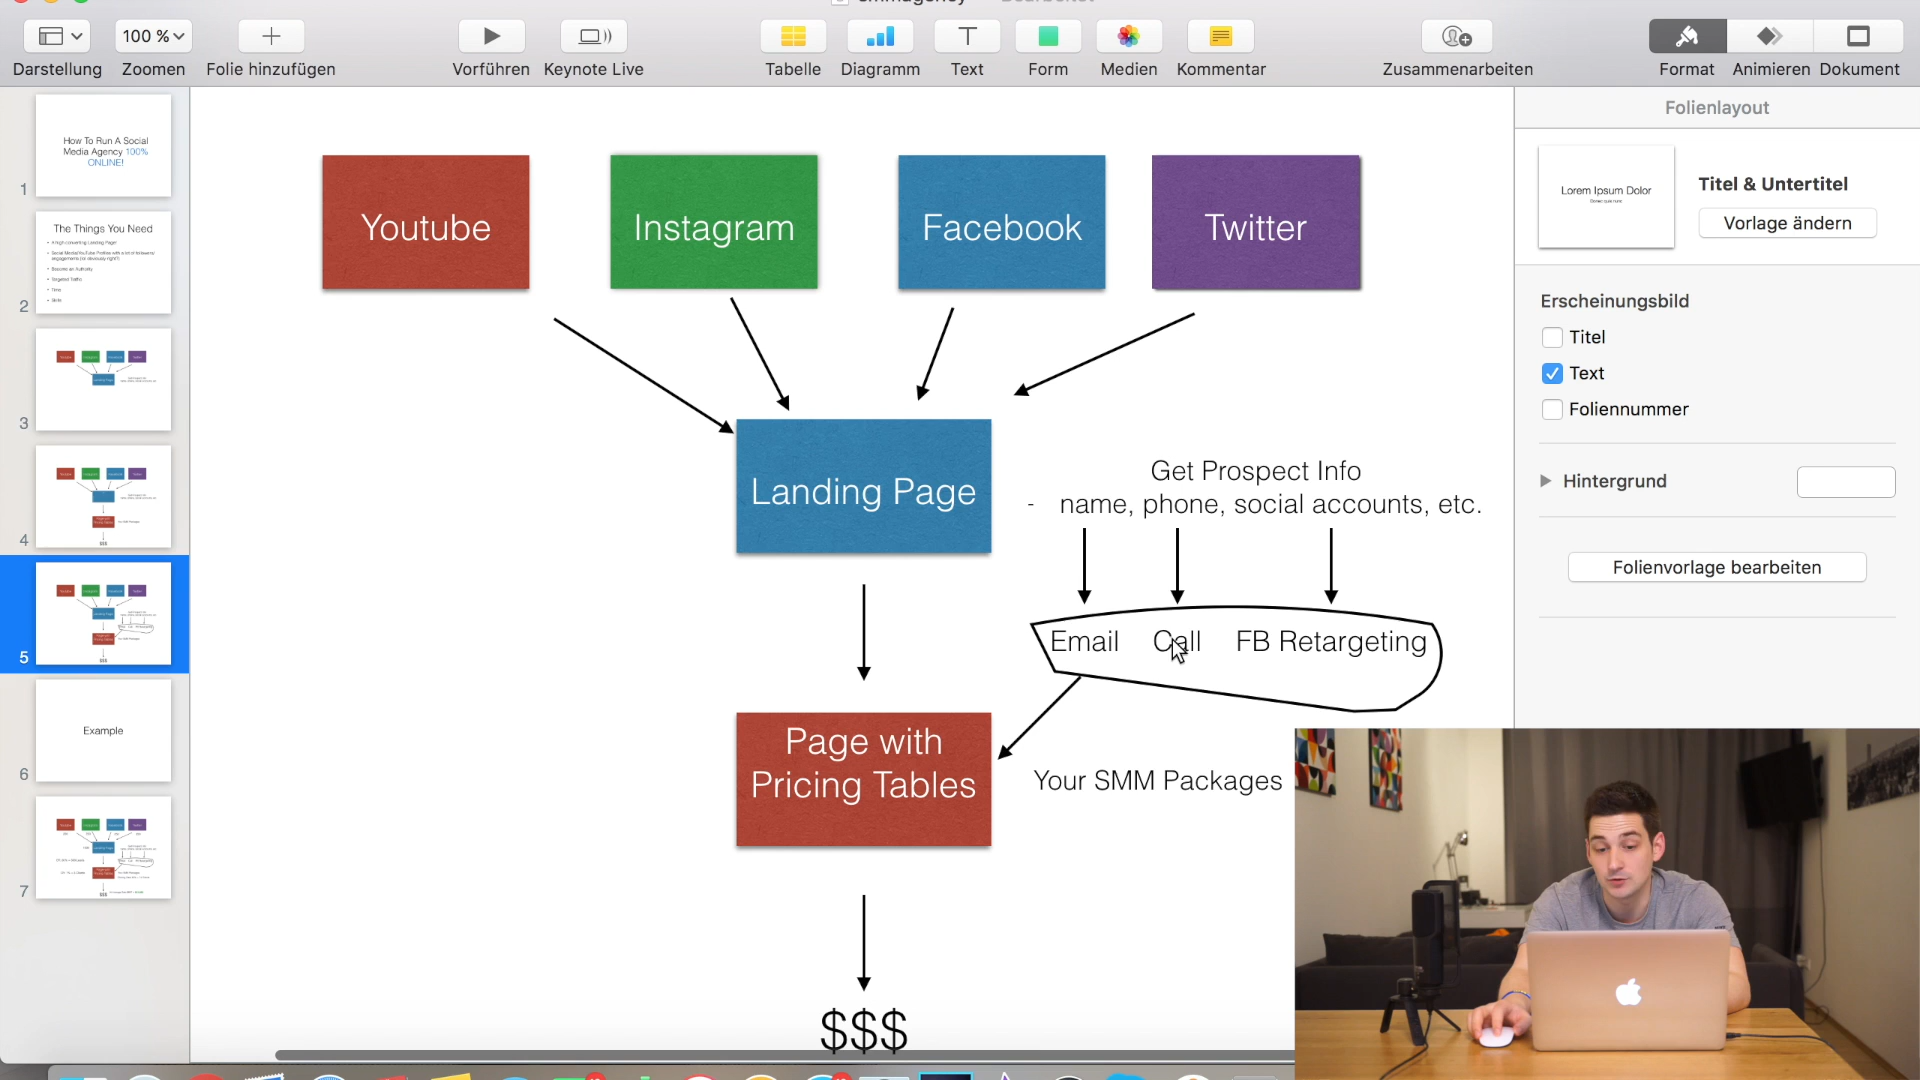 100 %
Darstellung
Zoomen
Folie hinzufügen
Vorführen
Keynote Live
Tabelle
Diagramm
Text
Form
Medien
Kommentar
Zusammenarbeiten
Format
Animieren
Dokument
How To Run A Social
Media Agency 100%
ONLINE!
1
The Things You Need
2
3
4
5
Example
6
7
Youtube
Instagram
Facebook
Twitter
Landing Page
Get Prospect Info
- name, phone, social accounts, etc.
Email
Call
FB Retargeting
Page with
Pricing Tables
Your SMM Packages
$$$
Folienlayout
Lorem Ipsum Dolor
Titel & Untertitel
Vorlage ändern
Erscheinungsbild
Titel
Text
Foliennummer
Hintergrund
Folienvorlage bearbeiten